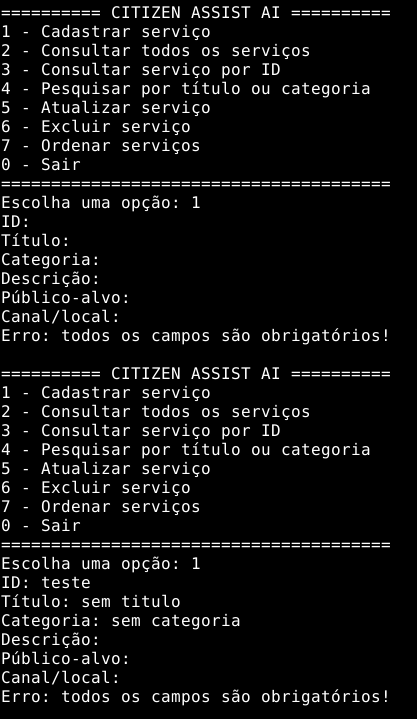 ========== CITIZEN ASSIST AI ==========
1 - Cadastrar serviço
2 - Consultar todos os serviços
3 - Consultar serviço por ID
4 - Pesquisar por título ou categoria
5 - Atualizar serviço
6 - Excluir serviço
7 - Ordenar serviços
0 - Sair
=======================================
Escolha uma opção: 1
ID:
Título:
Categoria:
Descrição:
Público-alvo:
Canal/local:
Erro: todos os campos são obrigatórios!

========== CITIZEN ASSIST AI ==========
1 - Cadastrar serviço
2 - Consultar todos os serviços
3 - Consultar serviço por ID
4 - Pesquisar por título ou categoria
5 - Atualizar serviço
6 - Excluir serviço
7 - Ordenar serviços
0 - Sair
=======================================
Escolha uma opção: 1
ID: teste
Título: sem titulo
Categoria: sem categoria
Descrição:
Público-alvo:
Canal/local:
Erro: todos os campos são obrigatórios!